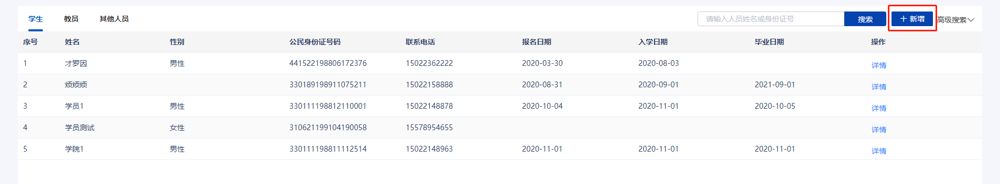 学生 教员 其他人员 请输入人员姓名或身份证号 搜索 + 新增 高级搜索
序号 姓名 性别 公民身份证号码 联系电话 报名日期 入学日期 毕业日期 操作
1 才罗因 男性 441522198806172376 15022362222 2020-03-30 2020-08-03 详情
2 烦烦烦 330189198911075211 15022158888 2020-08-31 2020-09-01 2021-09-01 详情
3 学员1 男性 330111198812110001 15022148878 2020-10-04 2020-11-01 2020-10-05 详情
4 学员测试 女性 310621199104190058 15578954655 详情
5 学院1 男性 330111198811112514 15022148963 2020-11-01 2020-11-01 2020-11-01 详情